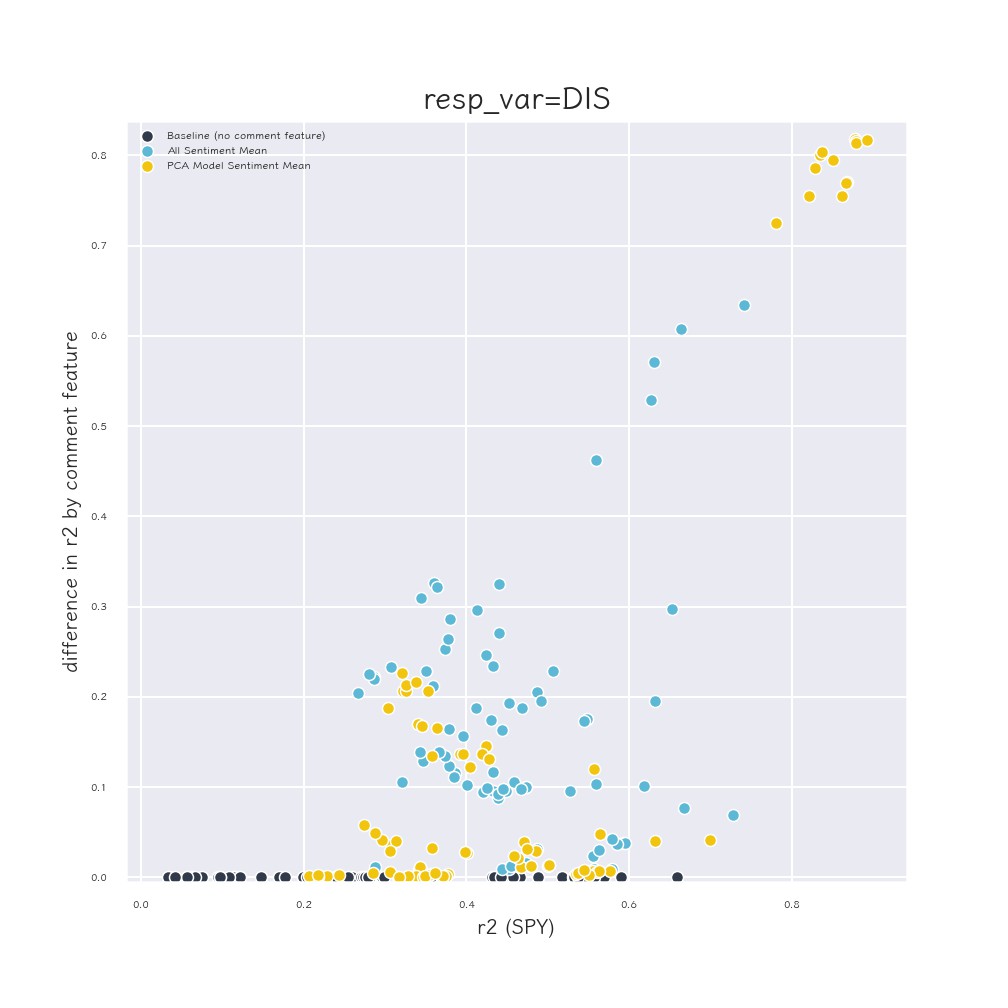 resp_var=DIS
Baseline (no comment feature)
All Sentiment Mean
PCA Model Sentiment Mean
difference in r2 by comment feature
0.8
0.7
0.6
0.5
0.4
0.3
0.2
0.1
0.0
0.0 0.2 0.4 0.6 0.8
r2 (SPY)